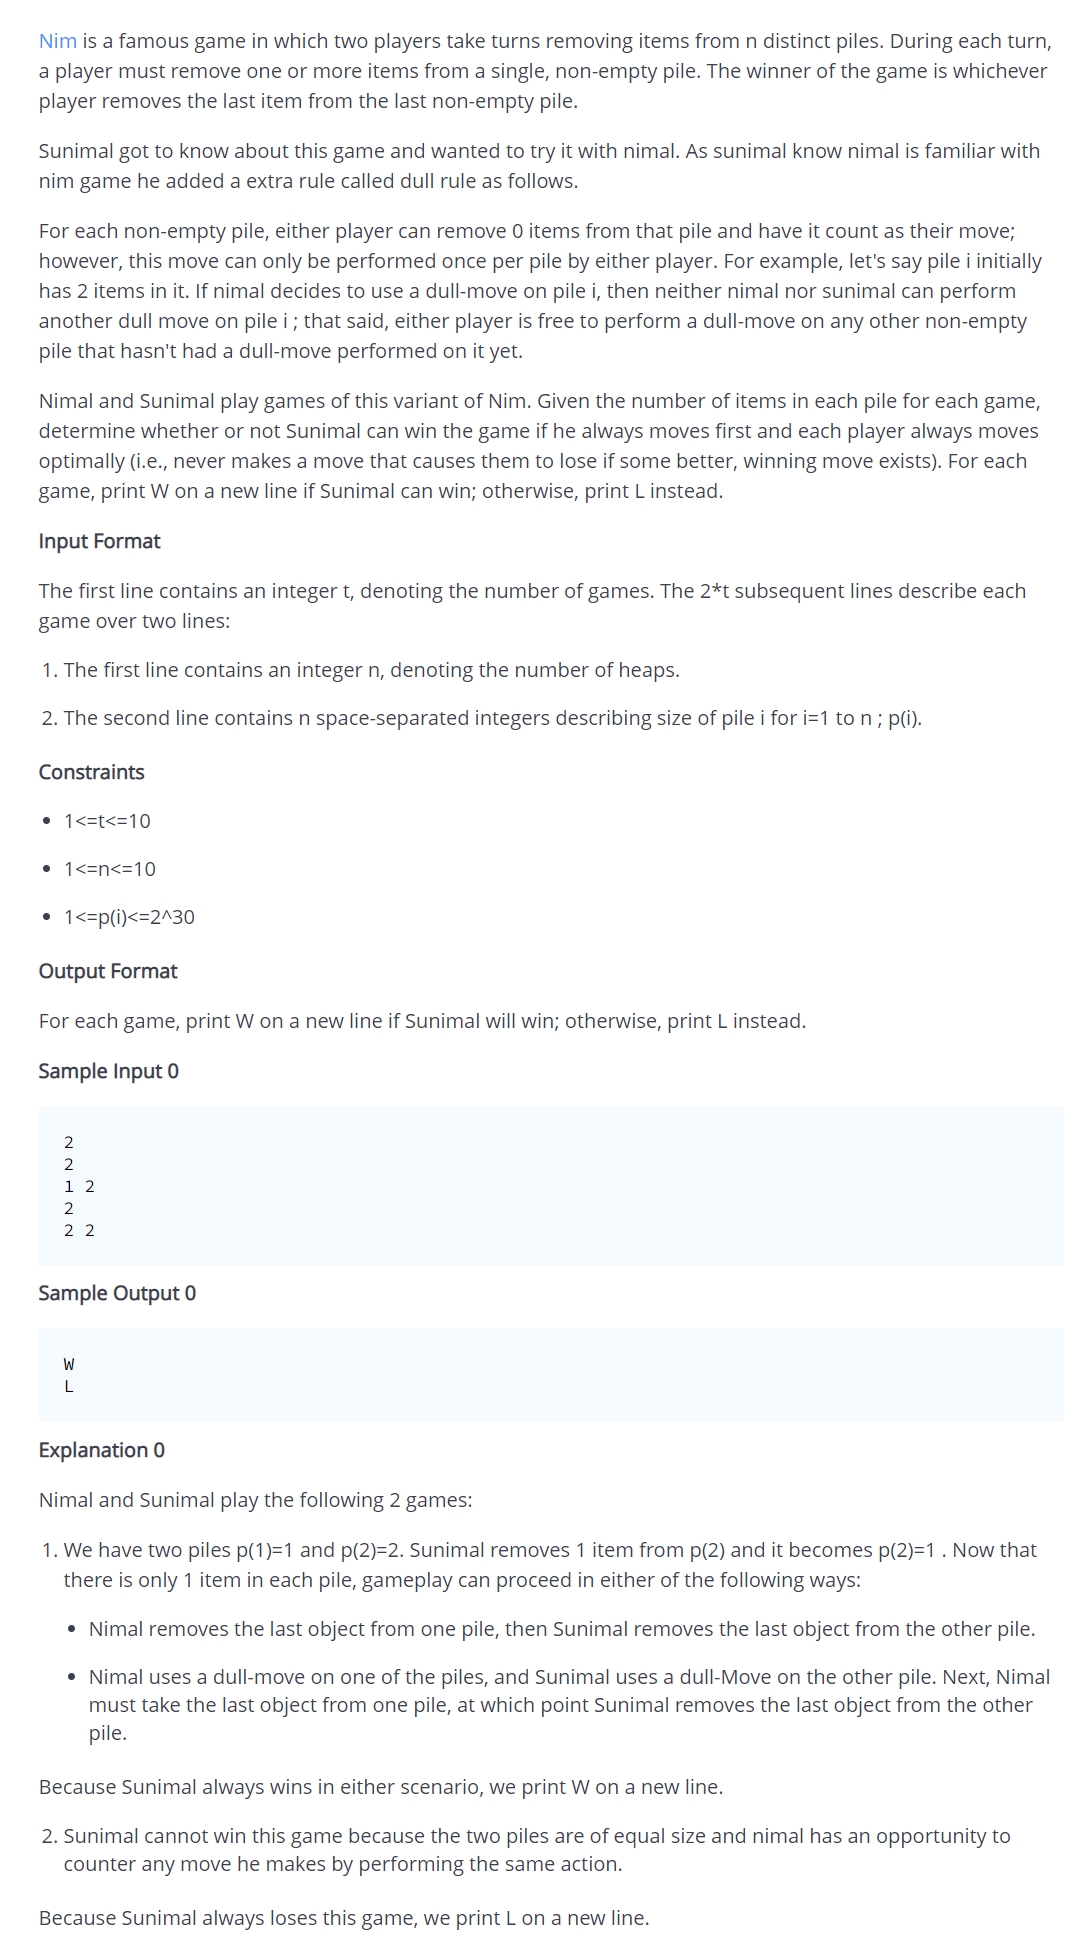 Nim is a famous game in which two players take turns removing items from n distinct piles. During each turn,
a player must remove one or more items from a single, non-empty pile. The winner of the game is whichever
player removes the last item from the last non-empty pile.
Sunimal got to know about this game and wanted to try it with nimal. As sunimal know nimal is familiar with
nim game he added a extra rule called dull rule as follows.
For each non-empty pile, either player can remove 0 items from that pile and have it count as their move;
however, this move can only be performed once per pile by either player. For example, let's say pile i initially
has 2 items in it. If nimal decides to use a dull-move on pile i, then neither nimal nor sunimal can perform
another dull move on pile i ; that said, either player is free to perform a dull-move on any other non-empty
pile that hasn't had a dull-move performed on it yet.
Nimal and Sunimal play games of this variant of Nim. Given the number of items in each pile for each game,
determine whether or not Sunimal can win the game if he always moves first and each player always moves
optimally (i.e., never makes a move that causes them to lose if some better, winning move exists). For each
game, print W on a new line if Sunimal can win; otherwise, print L instead.
Input Format
The first line contains an integer t, denoting the number of games. The 2*t subsequent lines describe each
game over two lines:
1. The first line contains an integer n, denoting the number of heaps.
2. The second line contains n space-separated integers describing size of pile i for i=1 to n ; p(i).
Constraints
• 1<=t<=10
• 1<=n<=10
• 1<=p(i)<=2^30
Output Format
For each game, print W on a new line if Sunimal will win; otherwise, print L instead.
Sample Input 0
2
2
1 2
2
2 2
Sample Output 0
W
L
Explanation 0
Nimal and Sunimal play the following 2 games:
1. We have two piles p(1)=1 and p(2)=2. Sunimal removes 1 item from p(2) and it becomes p(2)=1 . Now that
there is only 1 item in each pile, gameplay can proceed in either of the following ways:
• Nimal removes the last object from one pile, then Sunimal removes the last object from the other pile.
• Nimal uses a dull-move on one of the piles, and Sunimal uses a dull-Move on the other pile. Next, Nimal
must take the last object from one pile, at which point Sunimal removes the last object from the other
pile.
Because Sunimal always wins in either scenario, we print W on a new line.
2. Sunimal cannot win this game because the two piles are of equal size and nimal has an opportunity to
counter any move he makes by performing the same action.
Because Sunimal always loses this game, we print L on a new line.